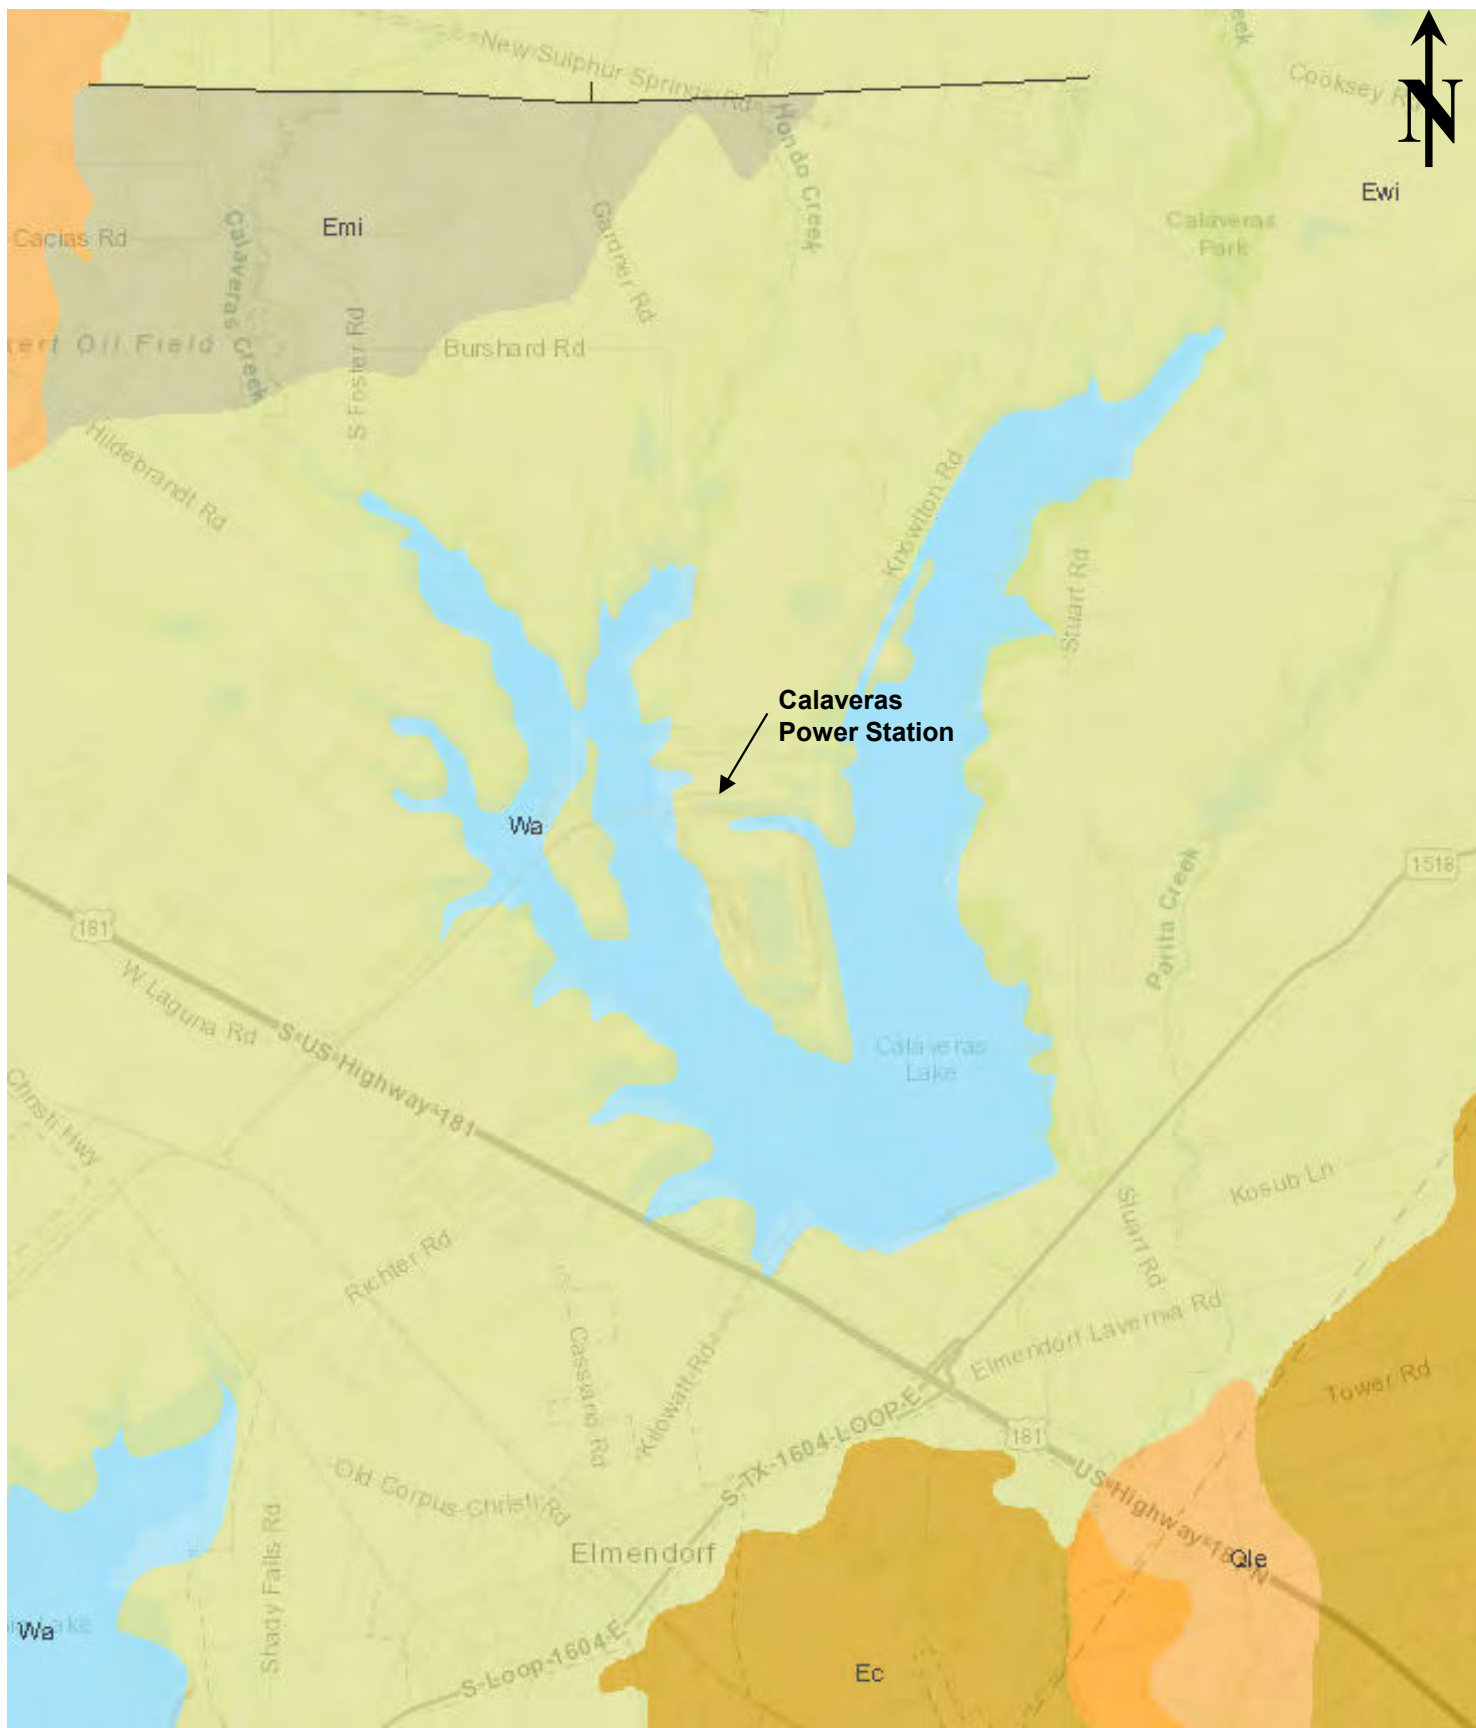 New Sulphur Springs Rd
eek
Cooksey R
N
Ewi
Calaveras
Park
Hondo Creek
Emi
Cacias Rd
Calaveras Creek
Gardner Rd
ert Oil Field
S Foster Rd
Burshard Rd
Hildebrandt Rd
Knowlton Rd
Stuart Rd
Calaveras
Power Station
Wa
1518
Parita Creek
181
W Laguna Rd
S US Highway 181
Calaveras
Lake
Christi Hwy
Kosub Ln
Stuart Rd
Richter Rd
Elmendorf Lavernia Rd
Cassiano Rd
Kilowatt Rd
Tower Rd
S-TX-1604-LOOP-E
181
US Highway 181 N
Old Corpus Christi Rd
Elmendorf
Qle
Shady Falls Rd
Wa
Lake
S-Loop-1604-E
Ec